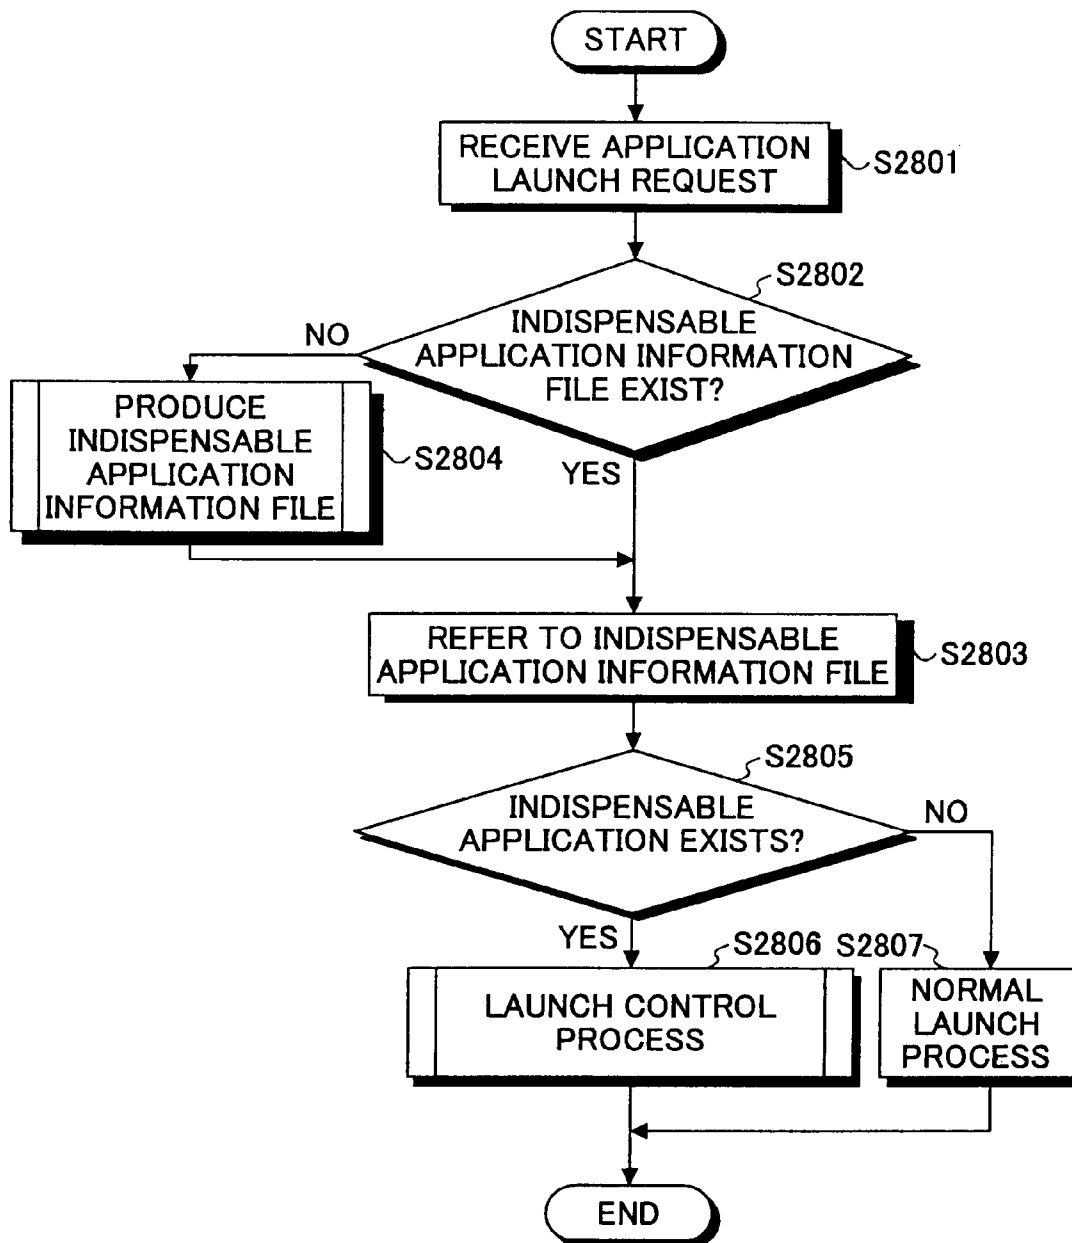 START
RECEIVE APPLICATION
LAUNCH REQUEST
S2801
S2802
INDISPENSABLE
APPLICATION INFORMATION
FILE EXIST?
NO
YES
PRODUCE
INDISPENSABLE
APPLICATION
INFORMATION FILE
S2804
REFER TO INDISPENSABLE
APPLICATION INFORMATION FILE
S2803
S2805
INDISPENSABLE
APPLICATION EXISTS?
NO
YES
S2806
S2807
LAUNCH CONTROL
PROCESS
NORMAL
LAUNCH
PROCESS
END